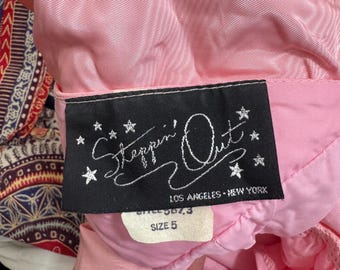 Steppin' Out
LOS ANGELES • NEW YORK
SIZE 5